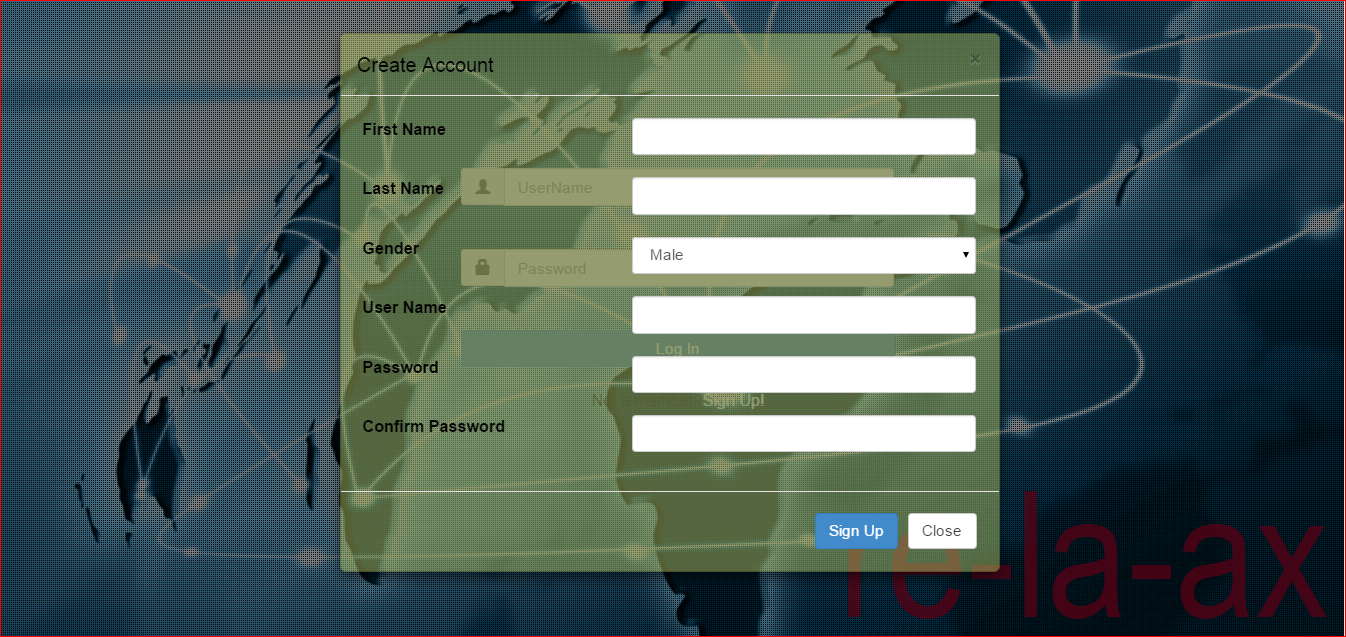 Create Account ×
First Name
UserName
Last Name
Gender Male
Password
User Name
Log In
Password
Sign Up!
Confirm Password
Sign Up Close
re-la-ax